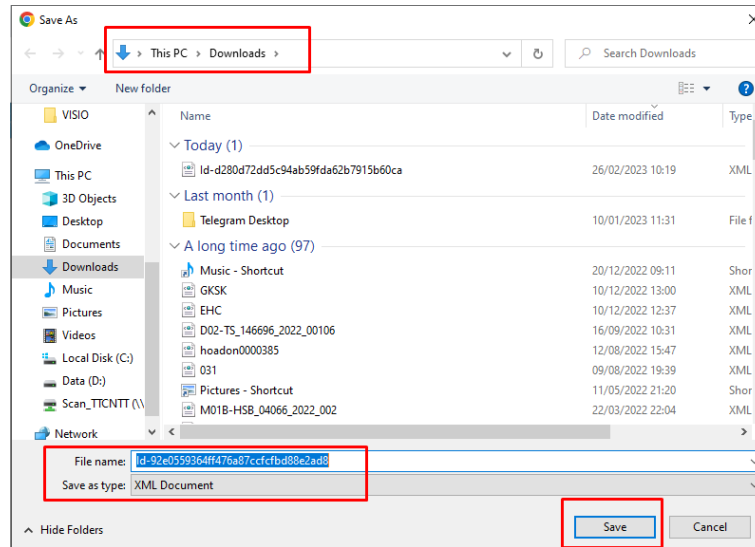 Save As
This PC > Downloads >
Search Downloads
Organize
New folder
Name
Date modified
Type
VISIO
OneDrive
This PC
3D Objects
Desktop
Documents
Downloads
Music
Pictures
Videos
Local Disk (C:)
Data (D:)
Scan_TTCNTT (\\
Network
Today (1)
Id-d280d72dd5c94ab59fda62b7915b60ca 26/02/2023 10:19 XML
Last month (1)
Telegram Desktop 10/01/2023 11:31 File f
A long time ago (97)
Music - Shortcut 20/12/2022 09:11 Shor
GKSK 10/12/2022 13:00 XML
EHC 10/12/2022 12:37 XML
D02-TS_146696_2022_00106 16/09/2022 10:31 XML
hoadon0000385 12/08/2022 15:47 XML
031 09/08/2022 19:39 XML
Pictures - Shortcut 11/05/2022 21:20 Shor
M01B-HSB_04066_2022_002 22/03/2022 22:04 XML
File name: Id-92e0559364ff476a87ccfcfbd88e2ad8
Save as type: XML Document
Hide Folders
Save
Cancel